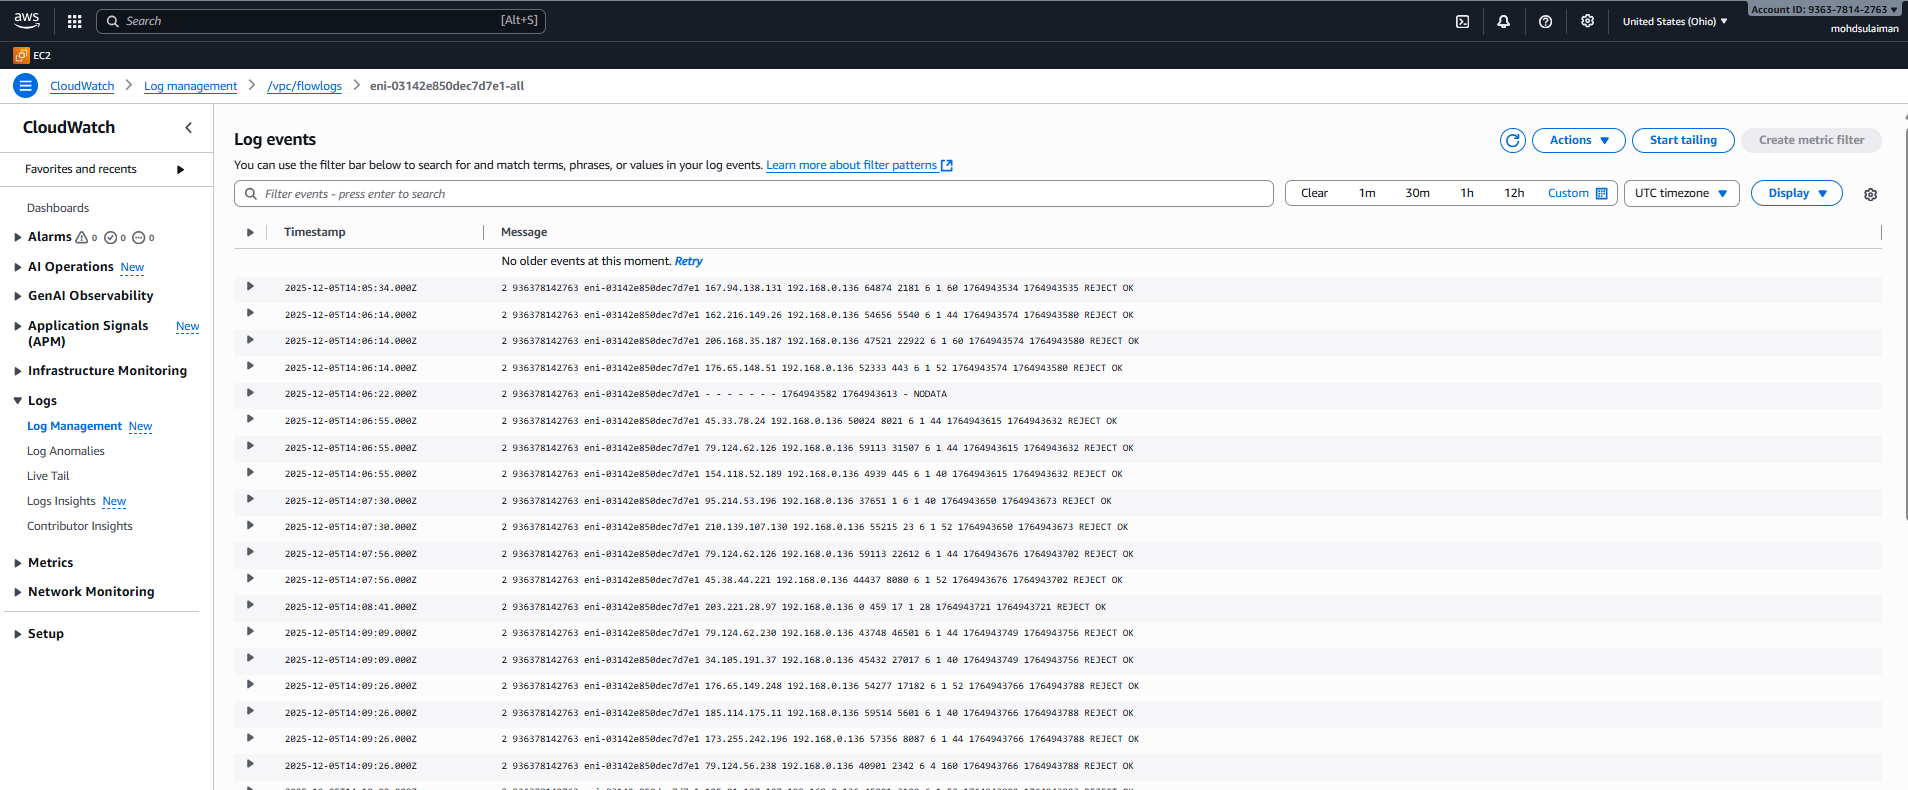 aws
Search [Alt+S]
United States (Ohio)
Account ID: 9363-7814-2763
mohdsulaiman
EC2
CloudWatch > Log management > /vpc/flowlogs > eni-03142e850dec7d7e1-all
CloudWatch
Favorites and recents
Dashboards
Alarms 0 0 0
AI Operations New
GenAI Observability
Application Signals New
(APM)
Infrastructure Monitoring
Logs
Log Management New
Log Anomalies
Live Tail
Logs Insights New
Contributor Insights
Metrics
Network Monitoring
Setup
Log events
Actions
Start tailing
Create metric filter
You can use the filter bar below to search for and match terms, phrases, or values in your log events. Learn more about filter patterns
Filter events - press enter to search
Clear 1m 30m 1h 12h Custom
UTC timezone
Display
Timestamp Message
No older events at this moment. Retry
2025-12-05T14:05:34.000Z 2 936378142763 eni-03142e850dec7d7e1 167.94.138.131 192.168.0.136 64874 2181 6 1 60 1764943534 1764943535 REJECT OK
2025-12-05T14:06:14.000Z 2 936378142763 eni-03142e850dec7d7e1 162.216.149.26 192.168.0.136 54656 5540 6 1 44 1764943574 1764943580 REJECT OK
2025-12-05T14:06:14.000Z 2 936378142763 eni-03142e850dec7d7e1 206.168.35.187 192.168.0.136 47521 22922 6 1 60 1764943574 1764943580 REJECT OK
2025-12-05T14:06:14.000Z 2 936378142763 eni-03142e850dec7d7e1 176.65.148.51 192.168.0.136 52333 443 6 1 52 1764943574 1764943580 REJECT OK
2025-12-05T14:06:22.000Z 2 936378142763 eni-03142e850dec7d7e1 - - - - - - - 1764943582 1764943613 - NODATA
2025-12-05T14:06:55.000Z 2 936378142763 eni-03142e850dec7d7e1 45.33.78.24 192.168.0.136 50024 8021 6 1 44 1764943615 1764943632 REJECT OK
2025-12-05T14:06:55.000Z 2 936378142763 eni-03142e850dec7d7e1 79.124.62.126 192.168.0.136 59113 31507 6 1 44 1764943615 1764943632 REJECT OK
2025-12-05T14:06:55.000Z 2 936378142763 eni-03142e850dec7d7e1 154.118.52.189 192.168.0.136 4939 445 6 1 40 1764943615 1764943632 REJECT OK
2025-12-05T14:07:30.000Z 2 936378142763 eni-03142e850dec7d7e1 95.214.53.196 192.168.0.136 37651 1 6 1 40 1764943650 1764943673 REJECT OK
2025-12-05T14:07:30.000Z 2 936378142763 eni-03142e850dec7d7e1 210.139.107.130 192.168.0.136 55215 23 6 1 52 1764943650 1764943673 REJECT OK
2025-12-05T14:07:56.000Z 2 936378142763 eni-03142e850dec7d7e1 79.124.62.126 192.168.0.136 59113 22612 6 1 44 1764943676 1764943702 REJECT OK
2025-12-05T14:07:56.000Z 2 936378142763 eni-03142e850dec7d7e1 45.38.44.221 192.168.0.136 44437 8080 6 1 52 1764943676 1764943702 REJECT OK
2025-12-05T14:08:41.000Z 2 936378142763 eni-03142e850dec7d7e1 203.221.28.97 192.168.0.136 0 459 17 1 28 1764943721 1764943721 REJECT OK
2025-12-05T14:09:09.000Z 2 936378142763 eni-03142e850dec7d7e1 79.124.62.230 192.168.0.136 43748 46501 6 1 44 1764943749 1764943756 REJECT OK
2025-12-05T14:09:09.000Z 2 936378142763 eni-03142e850dec7d7e1 34.105.191.37 192.168.0.136 45432 27017 6 1 40 1764943749 1764943756 REJECT OK
2025-12-05T14:09:26.000Z 2 936378142763 eni-03142e850dec7d7e1 176.65.149.248 192.168.0.136 54277 17182 6 1 52 1764943766 1764943788 REJECT OK
2025-12-05T14:09:26.000Z 2 936378142763 eni-03142e850dec7d7e1 185.114.175.11 192.168.0.136 59514 5601 6 1 40 1764943766 1764943788 REJECT OK
2025-12-05T14:09:26.000Z 2 936378142763 eni-03142e850dec7d7e1 173.255.242.196 192.168.0.136 57356 8087 6 1 44 1764943766 1764943788 REJECT OK
2025-12-05T14:09:26.000Z 2 936378142763 eni-03142e850dec7d7e1 79.124.56.238 192.168.0.136 40901 2342 6 4 160 1764943766 1764943788 REJECT OK